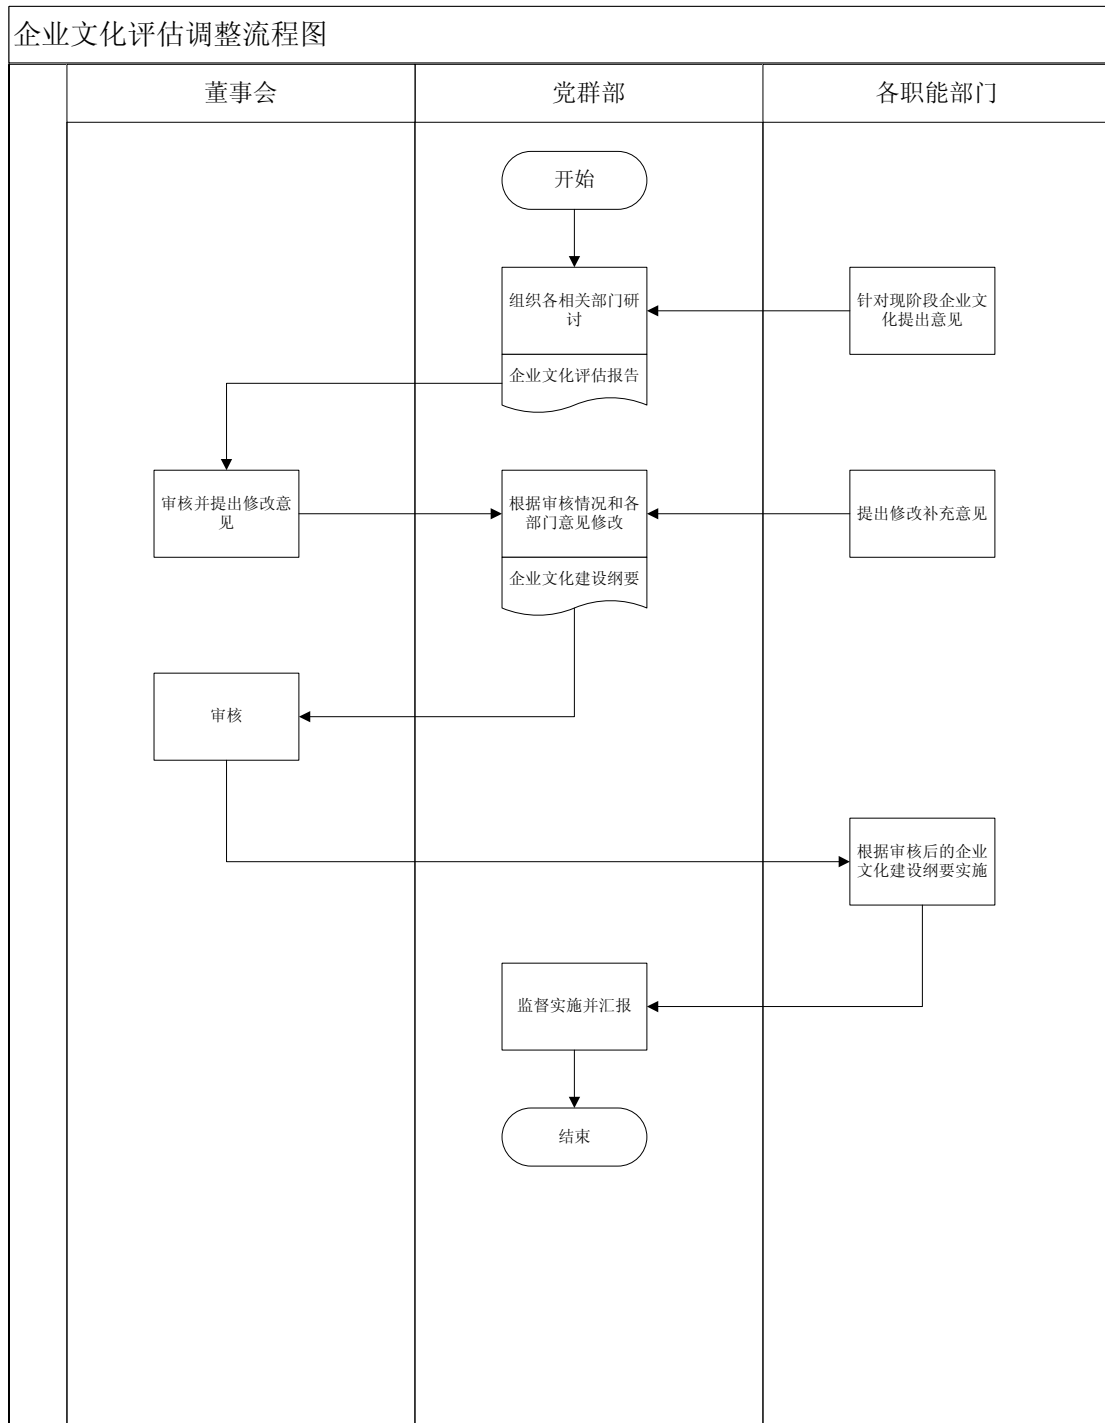 企业文化评估调整流程图
董事会
党群部
各职能部门
开始
组织各相关部门研
讨
针对现阶段企业文
化提出意见
企业文化评估报告
审核并提出修改意
见
根据审核情况和各
部门意见修改
提出修改补充意见
企业文化建设纲要
审核
根据审核后的企业
文化建设纲要实施
监督实施并汇报
结束